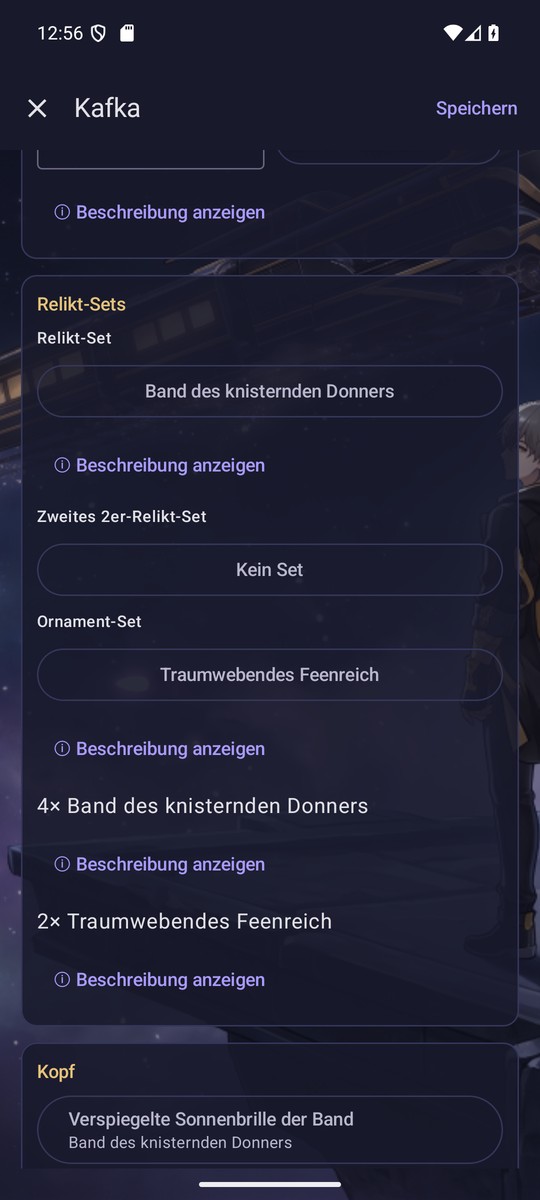 12:56
Kafka
Speichern
Beschreibung anzeigen
Relikt-Sets
Relikt-Set
Band des knisternden Donners
Beschreibung anzeigen
Zweites 2er-Relikt-Set
Kein Set
Ornament-Set
Traumwebendes Feenreich
Beschreibung anzeigen
4× Band des knisternden Donners
Beschreibung anzeigen
2× Traumwebendes Feenreich
Beschreibung anzeigen
Kopf
Verspiegelte Sonnenbrille der Band
Band des knisternden Donners